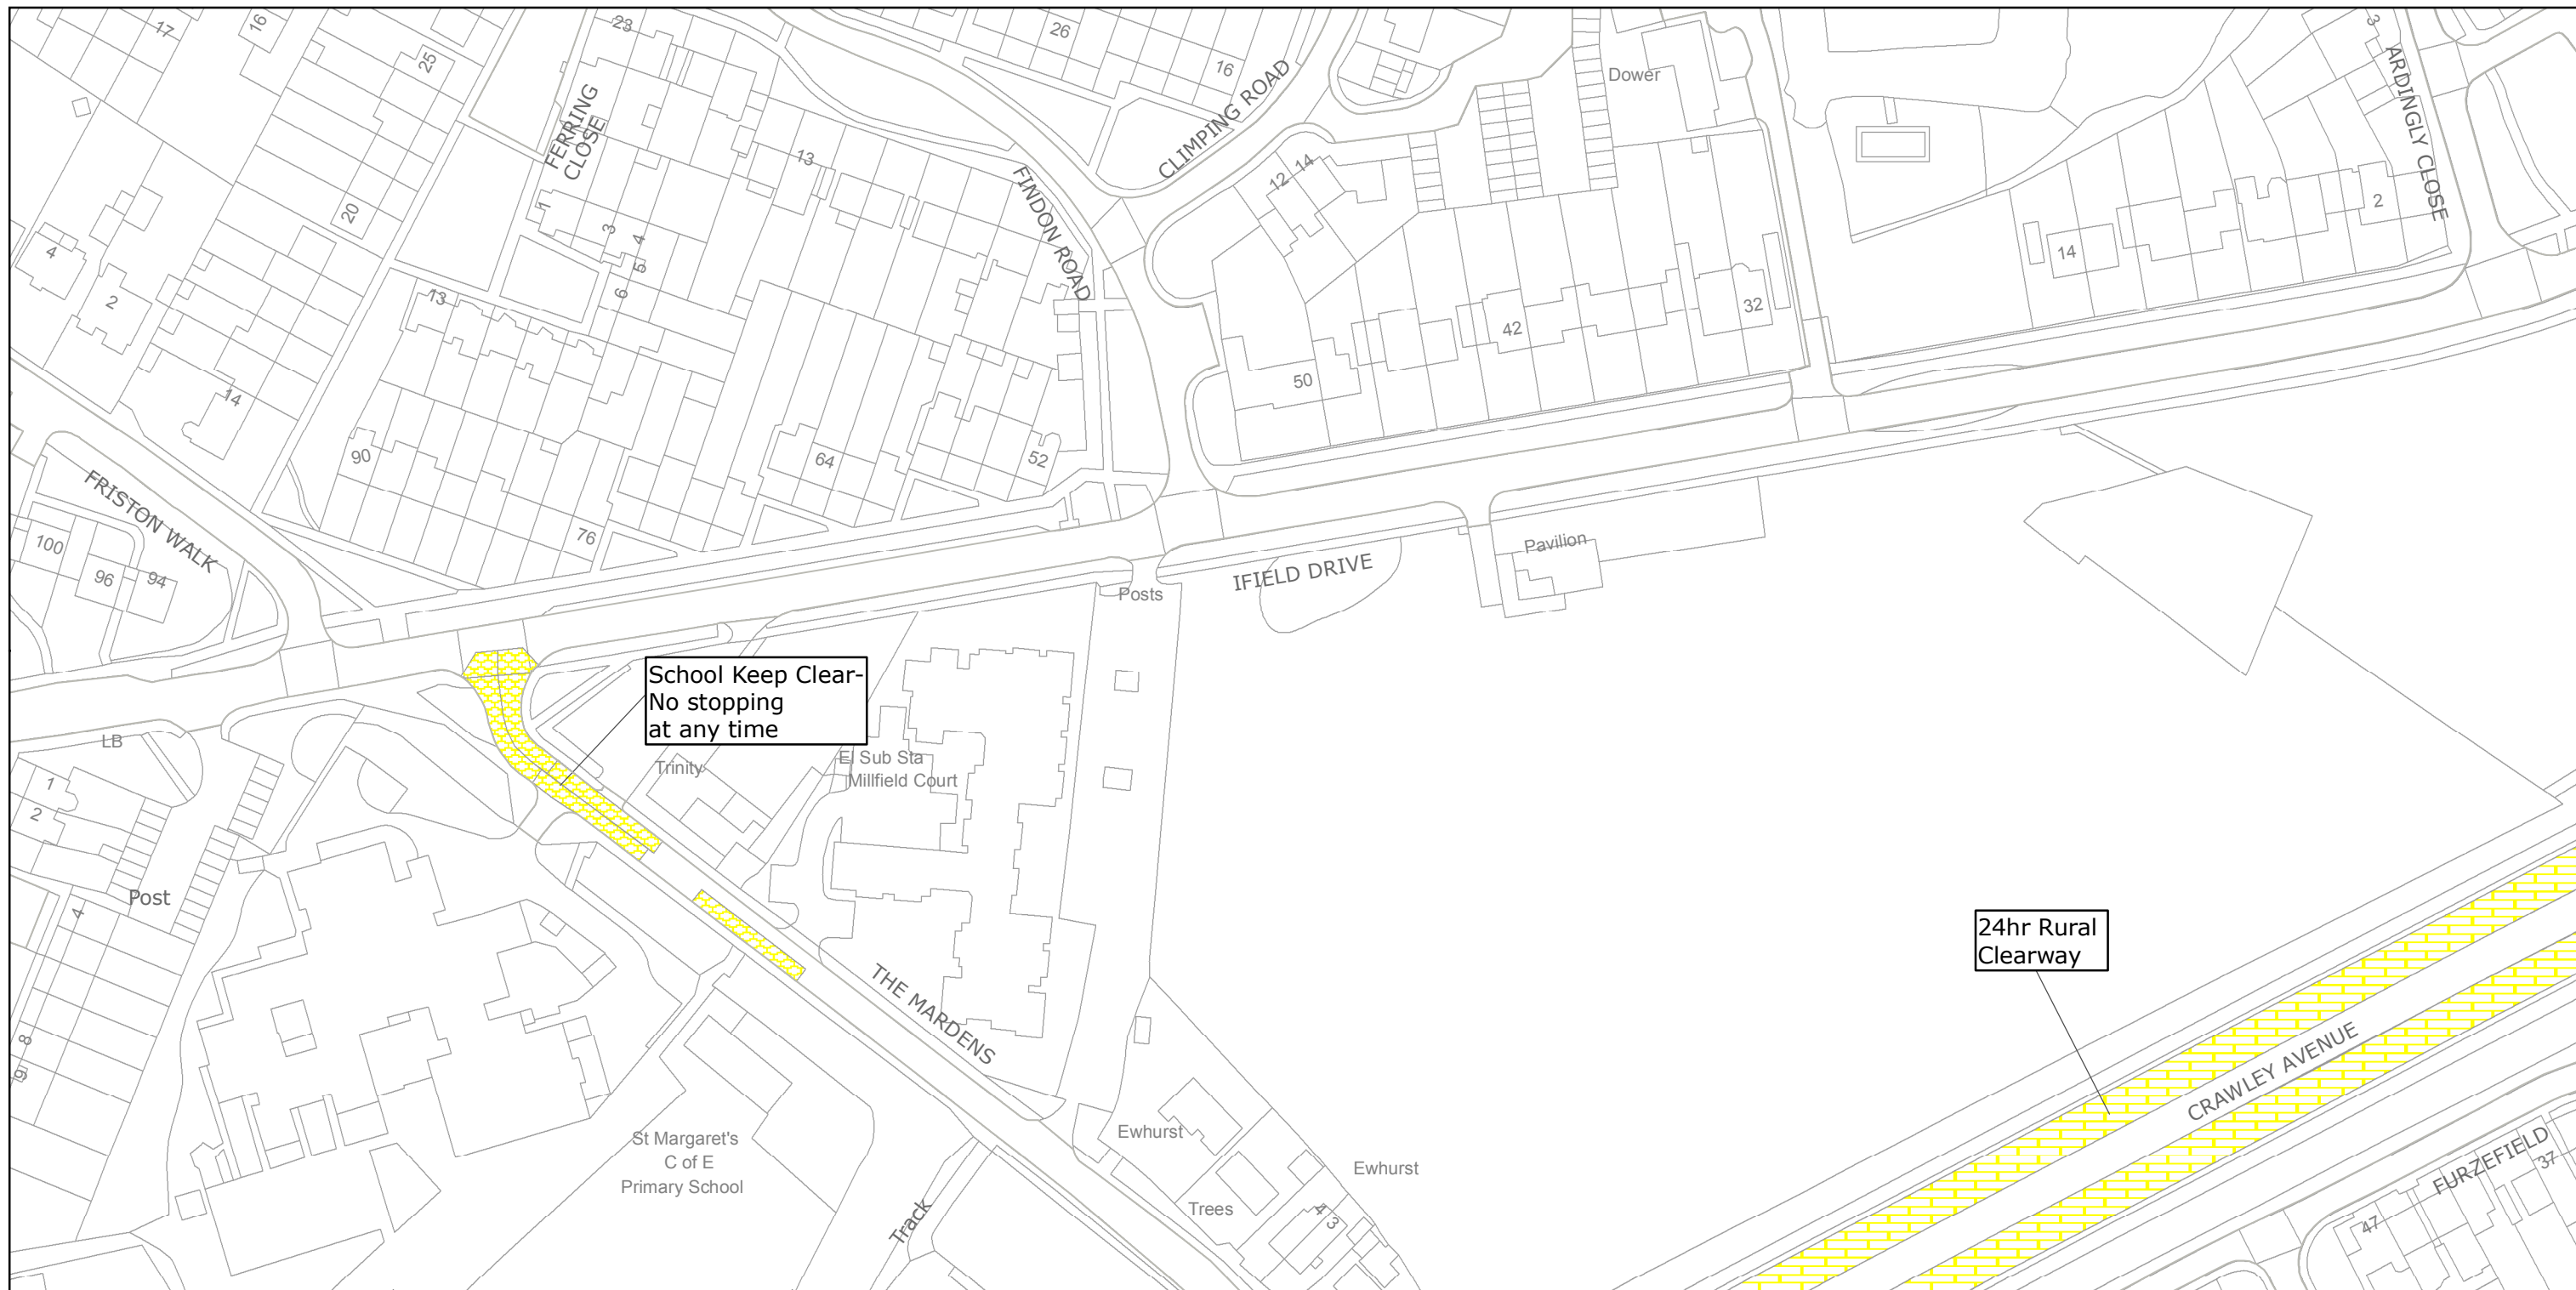 17
16
25
23
26
16
CLIMPING ROAD
Dower
3
ARDINGLY CLOSE
FERRING
CLOSE
13
FINDON ROAD
12
14
20
1
3
4
5
6
4
2
13
14
2
14
42
32
50
90
64
52
76
FRISTON WALK
100
96
94
IFIELD DRIVE
Pavilion
Posts
School Keep Clear-
No stopping
at any time
LB
1
2
Trinity
El Sub Sta
Millfield Court
Post
4
8
9
THE MARDENS
24hr Rural
Clearway
CRAWLEY AVENUE
St Margaret's
C of E
Primary School
Track
Ewhurst
Ewhurst
Trees
4
3
FURZEFIELD
37
47